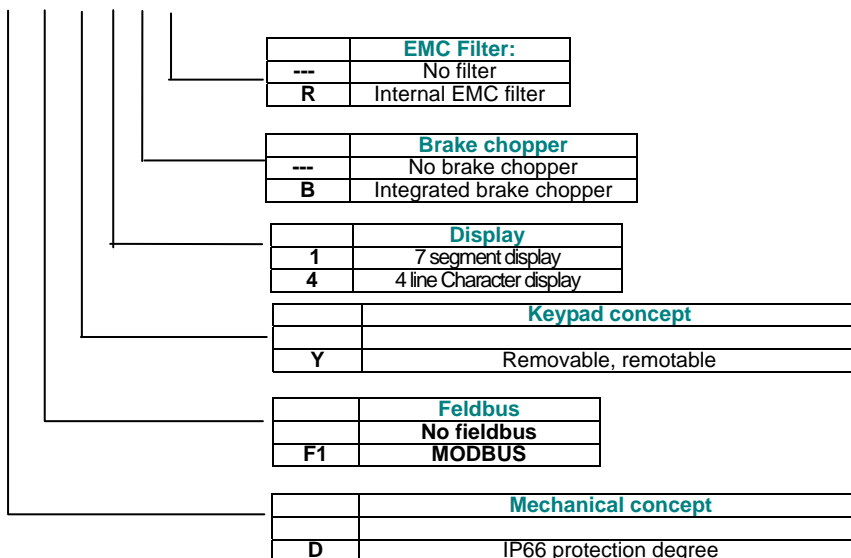 EMC Filter:
--- No filter
R Internal EMC filter
Brake chopper
--- No brake chopper
B Integrated brake chopper
Display
1 7 segment display
4 4 line Character display
Keypad concept
Y Removable, remotable
Feldbus
No fieldbus
F1 MODBUS
Mechanical concept
D IP66 protection degree